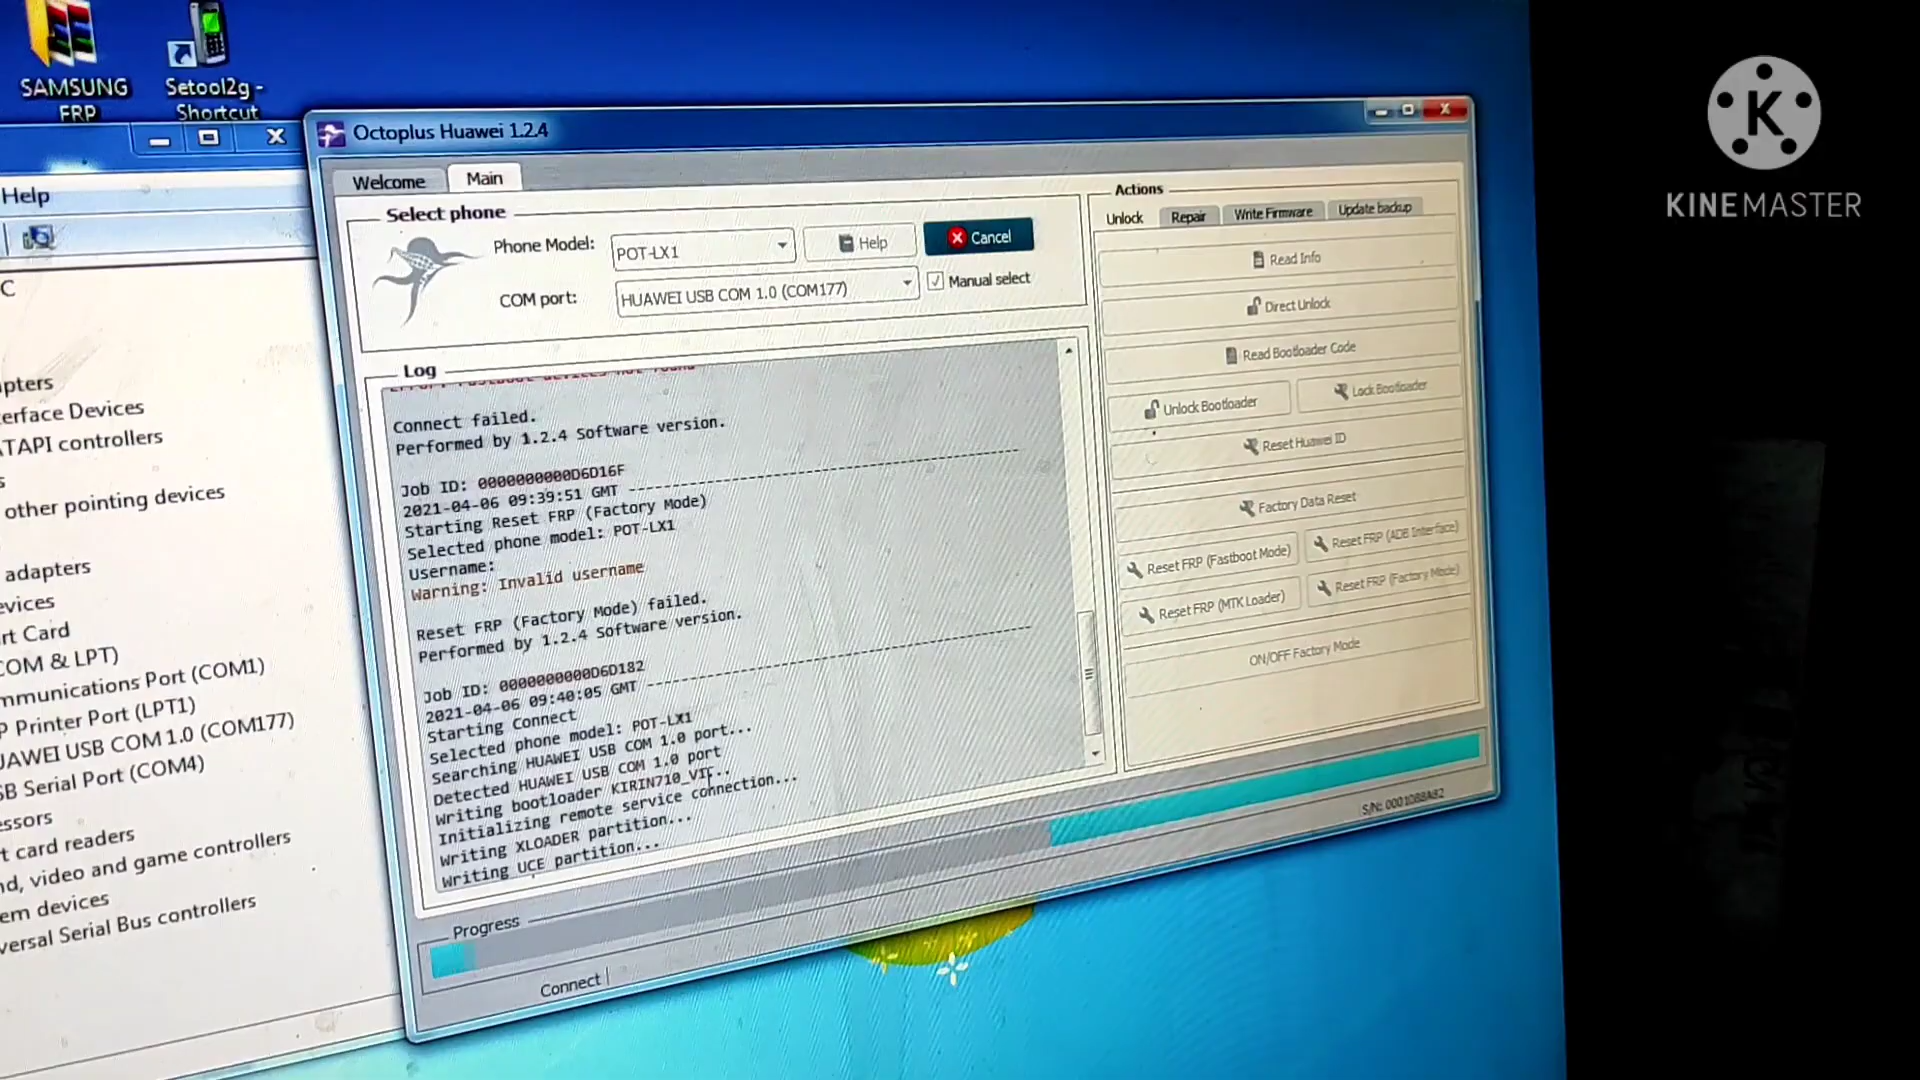 SAMSUNG
FRP
Setool2g -
Shortcut
KINEMASTER
Help
Octoplus Huawei 1.2.4
Welcome
Main
Select phone
Phone Model:
POT-LX1
Help
Cancel
COM port:
HUAWEI USB COM 1.0 (COM177)
Manual select
Actions
Unlock
Repair
Write Firmware
Update backup
Read Info
Direct Unlock
Read Bootloader Code
Unlock Bootloader
Lock Bootloader
Reset Huawei ID
Factory Data Reset
Reset FRP (Fastboot Mode)
Reset FRP (ADB Interface)
Reset FRP (MTK Loader)
Reset FRP (Factory Mode)
ON/OFF Factory Mode
Log
Connect failed.
Performed by 1.2.4 Software version.
Job ID: 0000000000D6D16F
2021-04-06 09:39:51 GMT
Starting Reset FRP (Factory Mode)
Selected phone model: POT-LX1
Username:
Warning: Invalid username
Reset FRP (Factory Mode) failed.
Performed by 1.2.4 Software version.
Job ID: 0000000000D6D182
2021-04-06 09:40:05 GMT
Starting Connect
Selected phone model: POT-LX1
Searching HUAWEI USB COM 1.0 port...
Detected HUAWEI USB COM 1.0 port
Writing bootloader KIRIN710_VIT..
Initializing remote service connection...
Writing XLOADER partition...
Writing UCE partition...
S/N: 0001088A82
Progress
Connect
C
pters
erface Devices
ATAPI controllers
s
other pointing devices
adapters
evices
rt Card
COM & LPT)
mmunications Port (COM1)
P Printer Port (LPT1)
UAWEI USB COM 1.0 (COM177)
SB Serial Port (COM4)
essors
t card readers
nd, video and game controllers
em devices
versal Serial Bus controllers